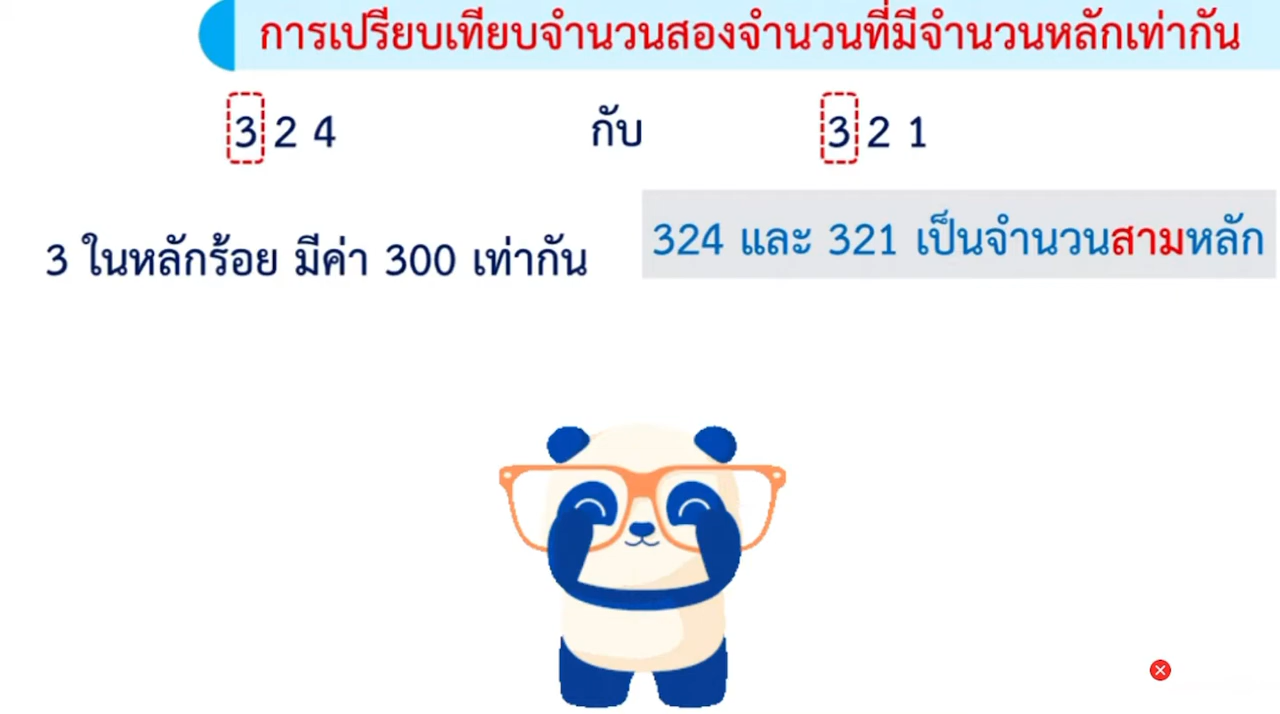 การเปรียบเทียบจำนวนสองจำนวนที่มีจำนวนหลักเท่ากัน
3 2 4 กับ 3 2 1
3 ในหลักร้อย มีค่า 300 เท่ากัน
324 และ 321 เป็นจำนวนสามหลัก